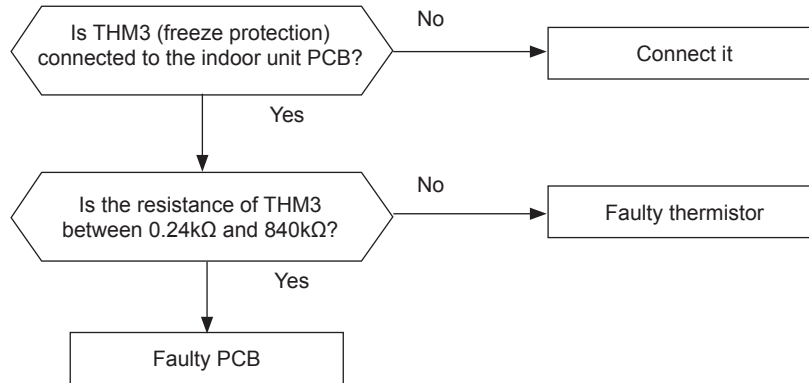 Is THM3 (freeze protection)
connected to the indoor unit PCB?
No
Connect it
Yes
Is the resistance of THM3
between 0.24kΩ and 840kΩ?
No
Faulty thermistor
Yes
Faulty PCB